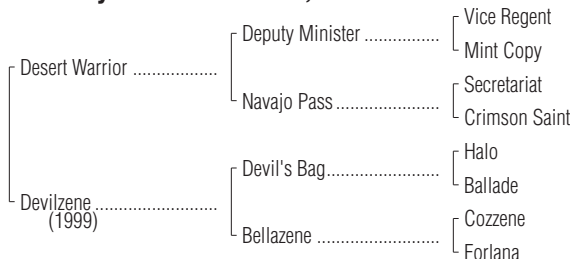 Vice Regent
Deputy Minister ................
Mint Copy
Desert Warrior ..................
Secretariat
Navajo Pass ......................
Crimson Saint
Halo
Devil's Bag........................
Ballade
Devilzene ..........................
(1999)
Cozzene
Bellazene ..........................
Forlana